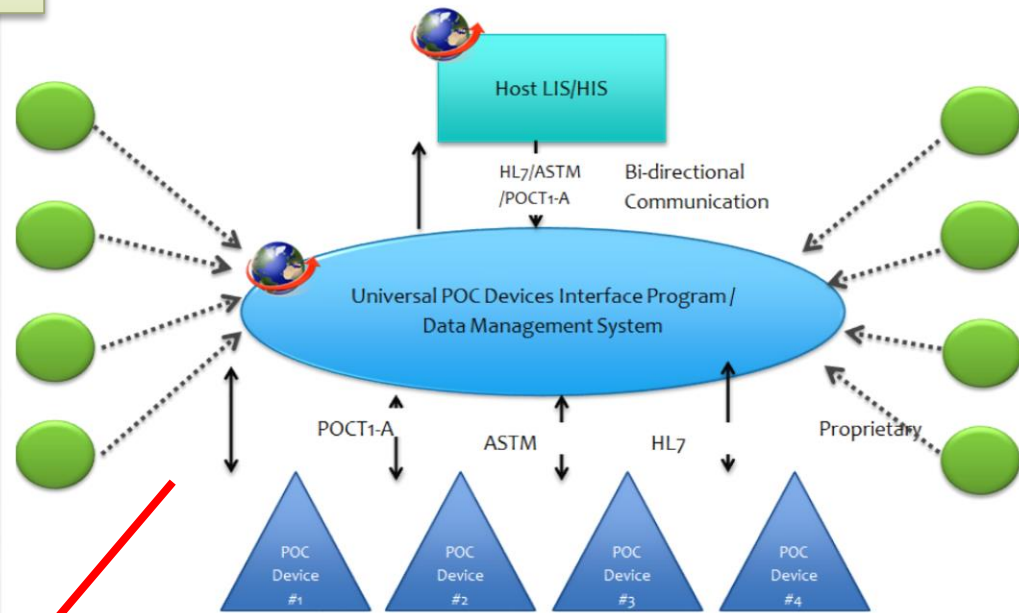 Host LIS/HIS
HL7/ASTM
/POCT1-A
Bi-directional
Communication
Universal POC Devices Interface Program /
Data Management System
POCT1-A
ASTM
HL7
Proprietary
POC
Device
#1
POC
Device
#2
POC
Device
#3
POC
Device
#4